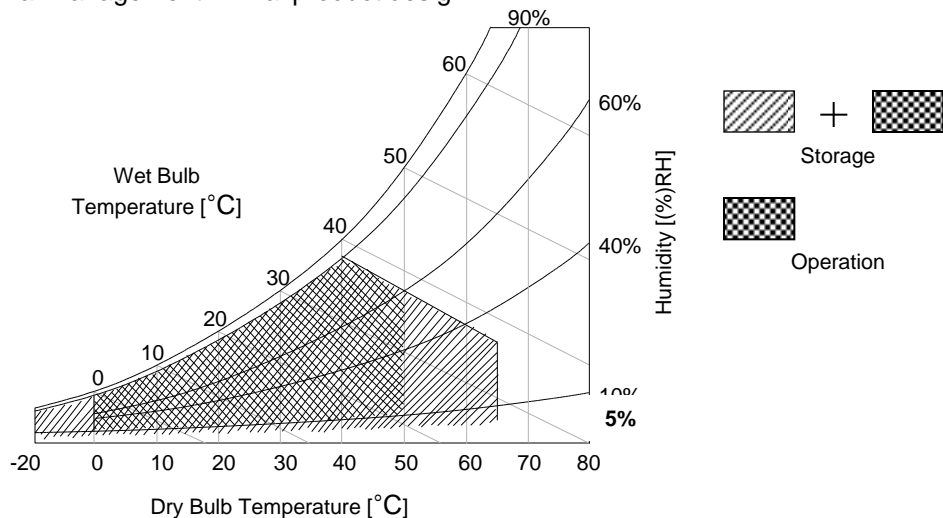 90%
60
60%
50
Wet Bulb
Temperature [°C]
40
40%
30
20
10
0
10%
5%
Humidity [(%)RH]
-20 0 10 20 30 40 50 60 70 80
Dry Bulb Temperature [°C]
+
Storage
Operation